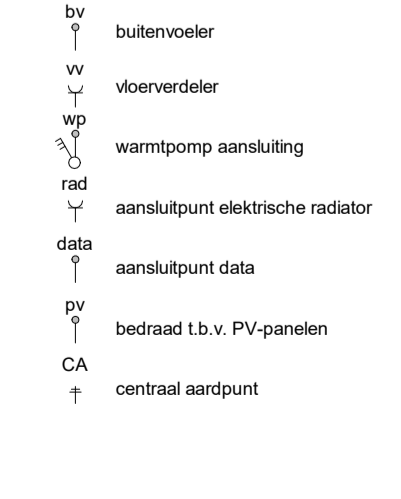 bv
buitenvoeler
vv
vloerverdeler
wp
warmtpomp aansluiting
rad
aansluitpunt elektrische radiator
data
aansluitpunt data
pv
bedraad t.b.v. PV-panelen
CA
centraal aardpunt